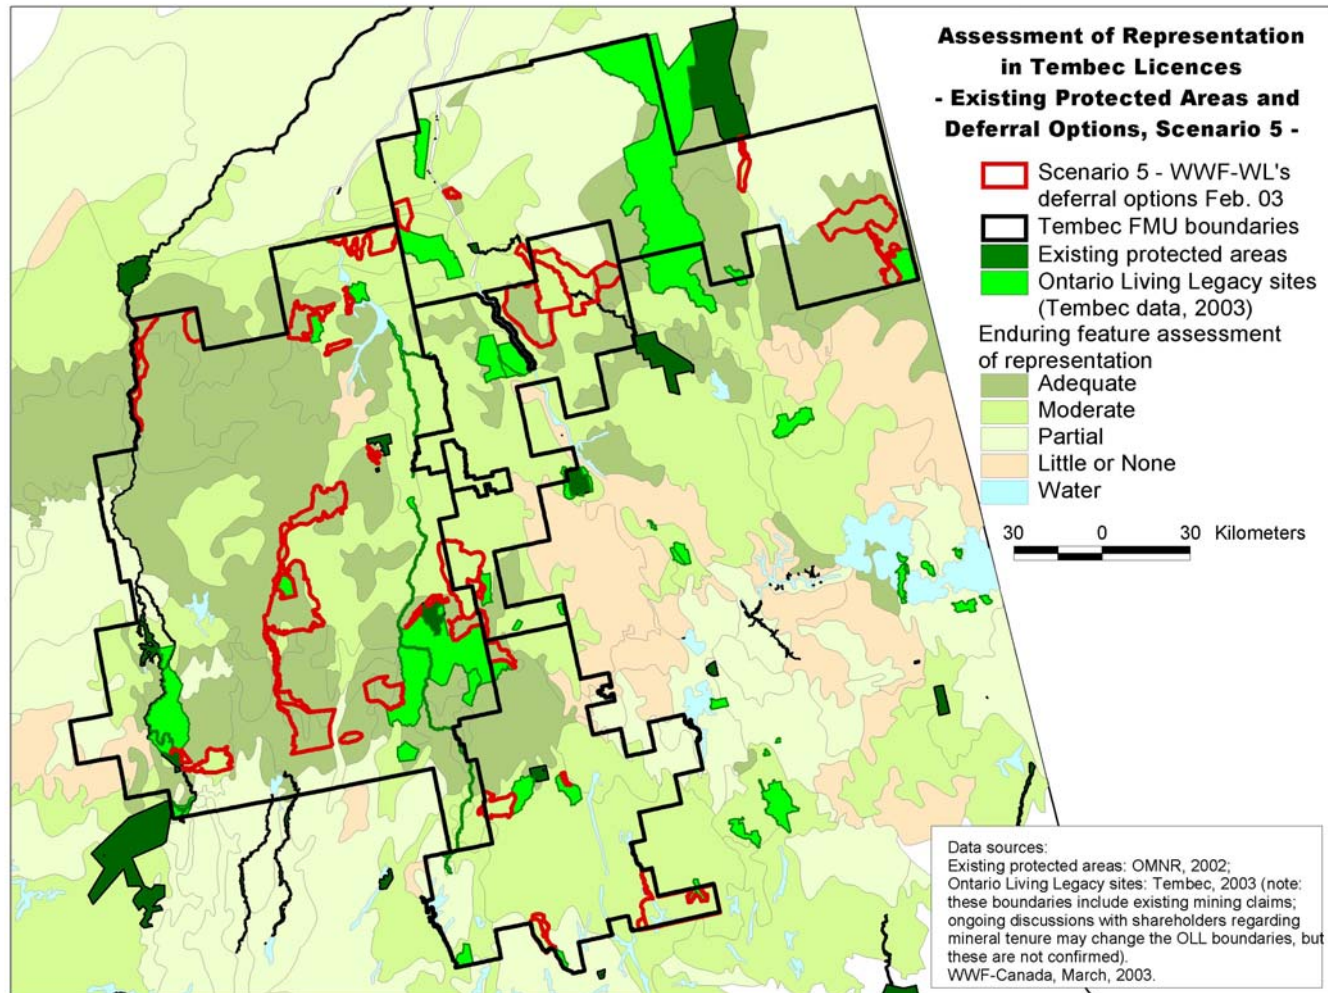 Assessment of Representation
in Tembec Licences
- Existing Protected Areas and
Deferral Options, Scenario 5 -
Scenario 5 - WWF-WL's
deferral options Feb. 03
Tembec FMU boundaries
Existing protected areas
Ontario Living Legacy sites
(Tembec data, 2003)
Enduring feature assessment
of representation
Adequate
Moderate
Partial
Little or None
Water
30 0 30 Kilometers
Data sources:
Existing protected areas: OMNR, 2002;
Ontario Living Legacy sites: Tembec, 2003 (note:
these boundaries include existing mining claims;
ongoing discussions with shareholders regarding
mineral tenure may change the OLL boundaries, but
these are not confirmed).
WWF-Canada, March, 2003.